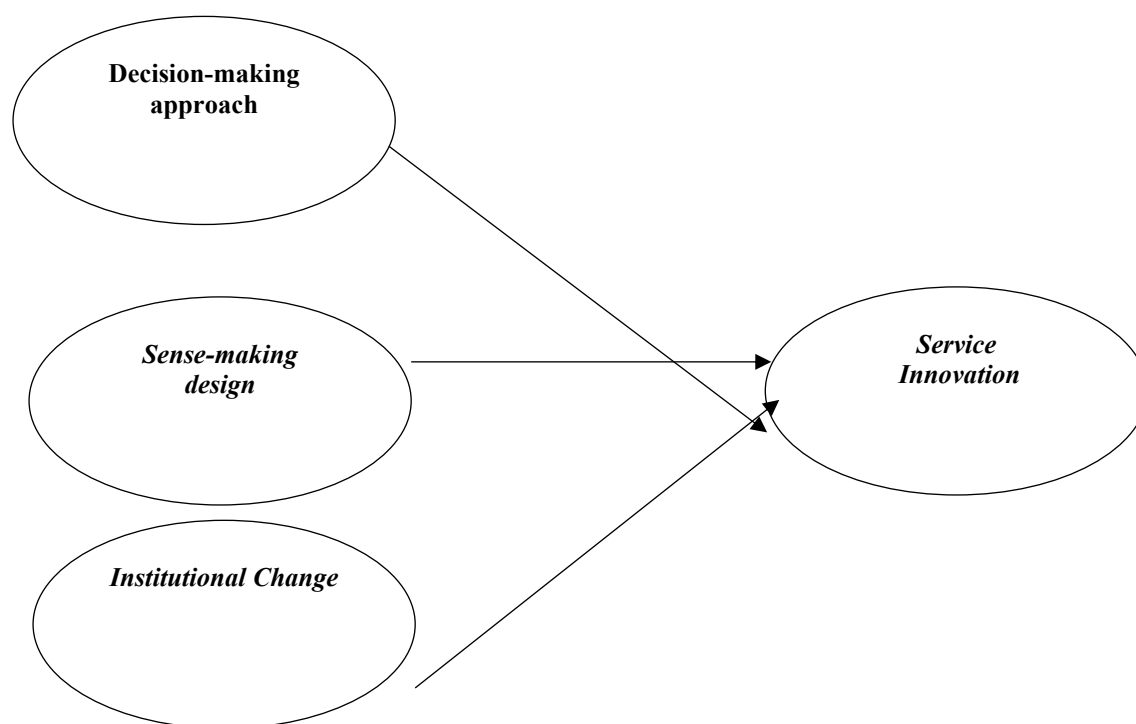 Decision-making
approach
Sense-making
design
Service
Innovation
Institutional Change